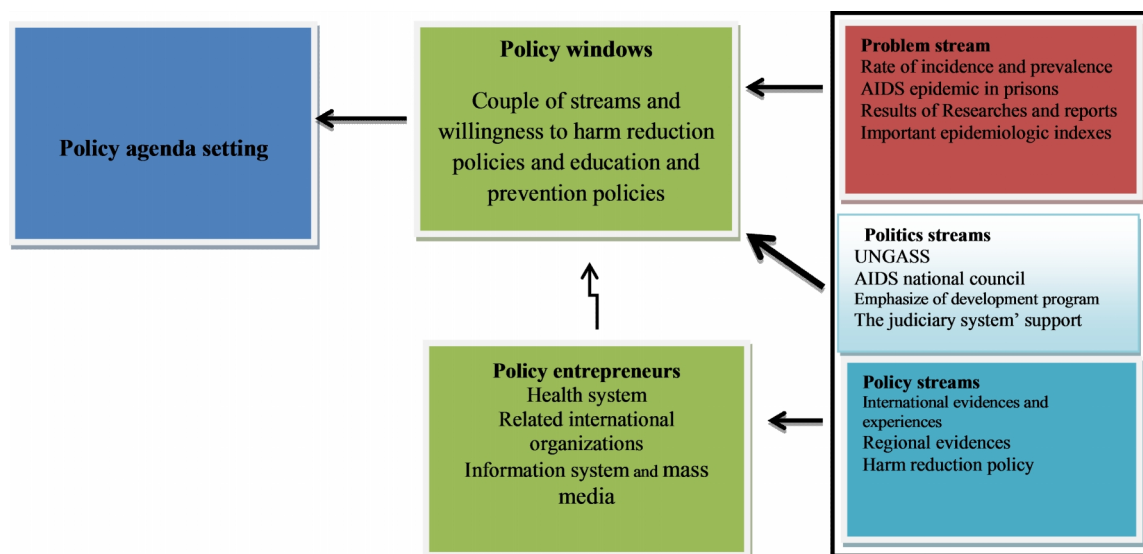 Policy agenda setting
Policy windows
Couple of streams and
willingness to harm reduction
policies and education and
prevention policies
Policy entrepreneurs
Health system
Related international
organizations
Information system and mass
media
Problem stream
Rate of incidence and prevalence
AIDS epidemic in prisons
Results of Researches and reports
Important epidemiologic indexes
Politics streams
UNGASS
AIDS national council
Emphasize of development program
The judiciary system’ support
Policy streams
International evidences and
experiences
Regional evidences
Harm reduction policy